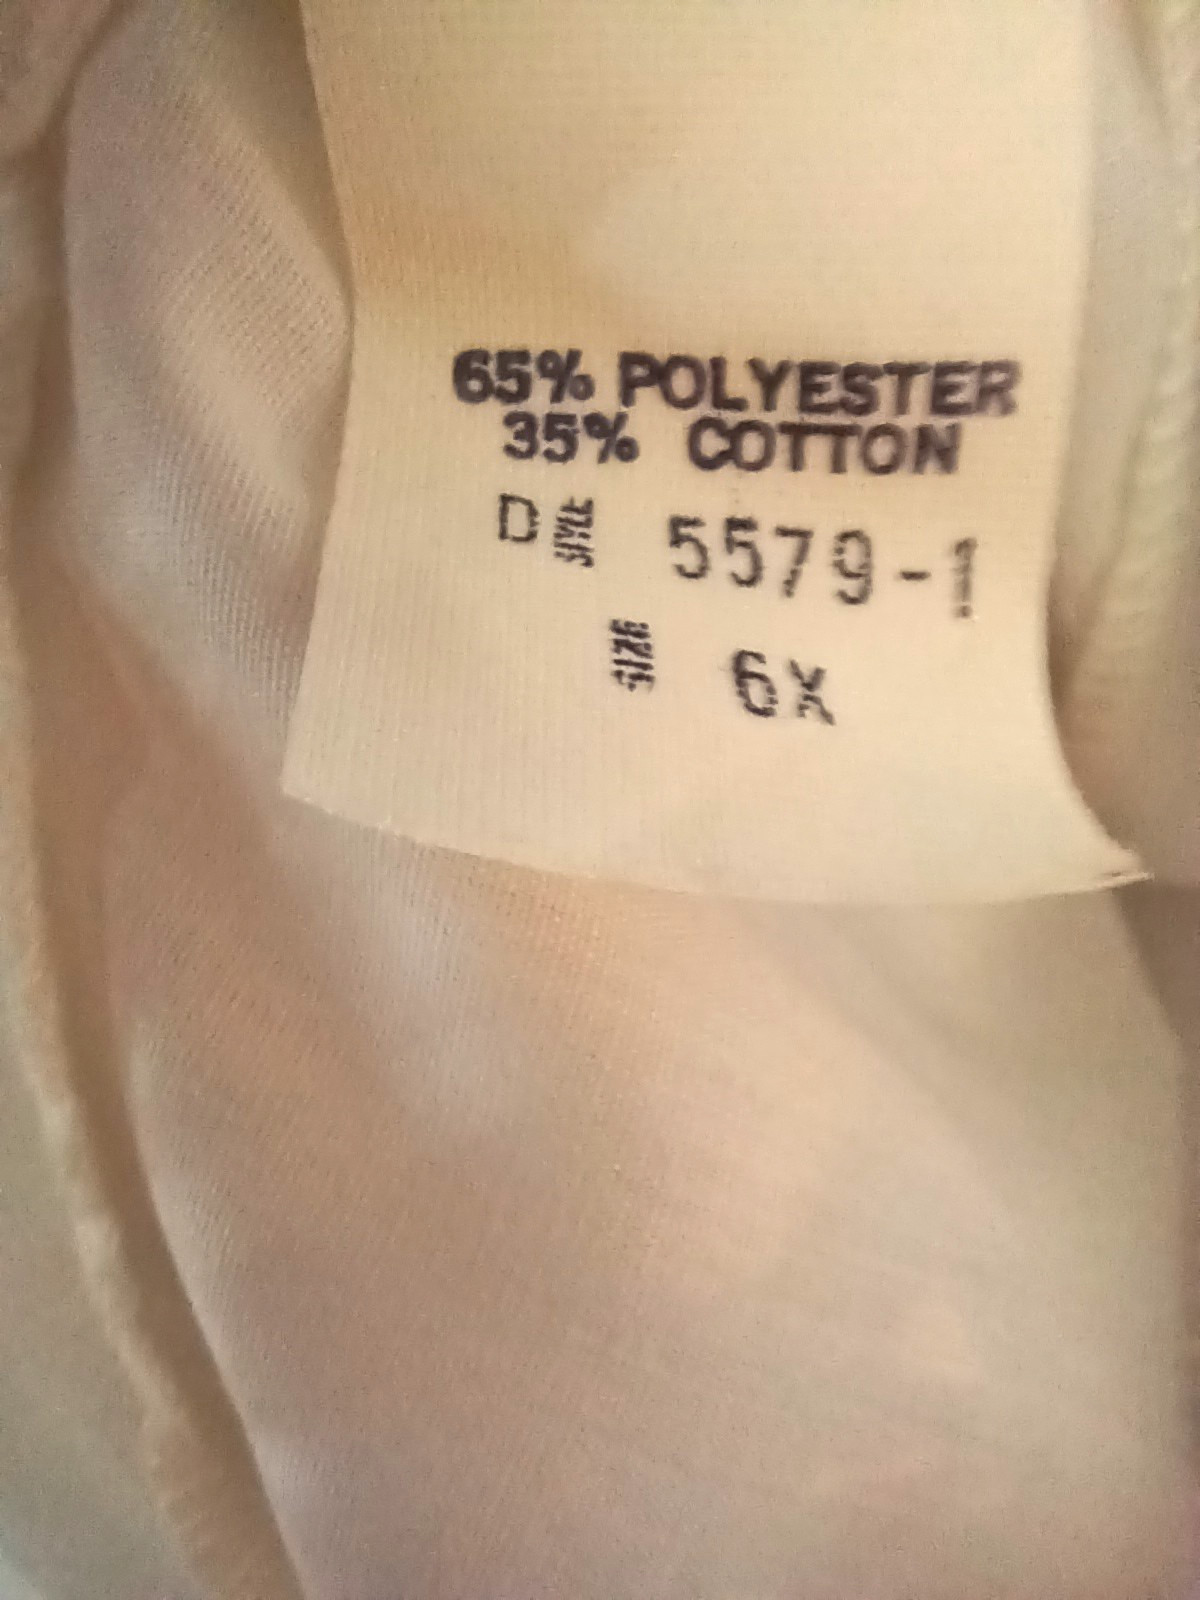 65% POLYESTER
35% COTTON
D STYLE 5579-1
SIZE 6X